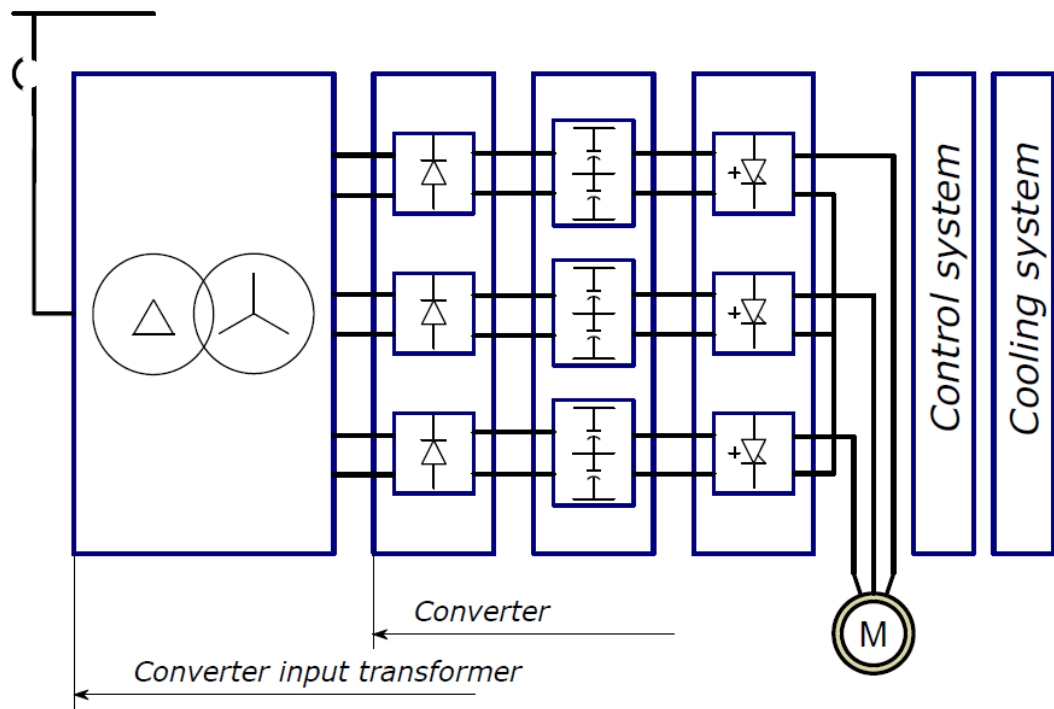 Control system
Cooling system
M
Converter
Converter input transformer